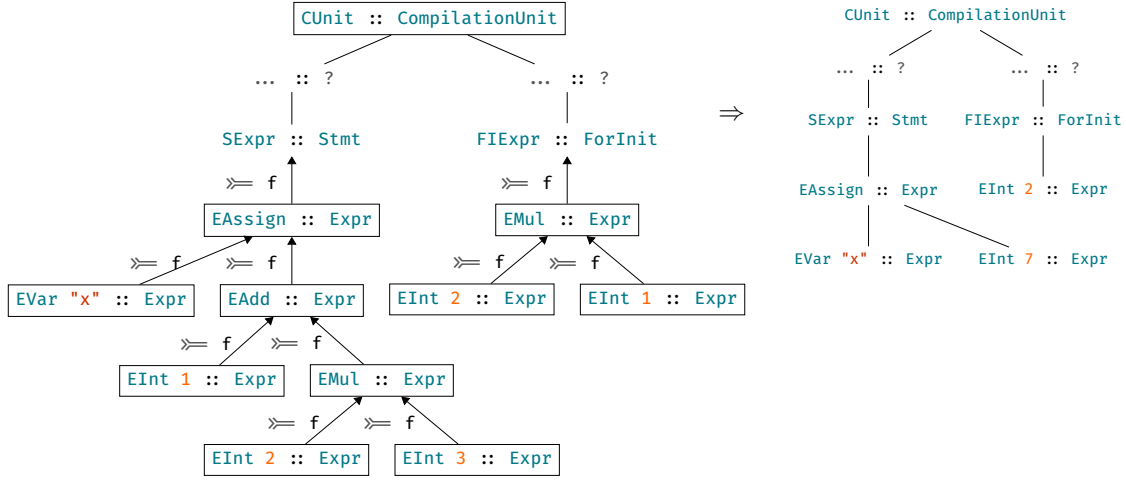 CUnit :: CompilationUnit
... :: ?
... :: ?
SExpr :: Stmt
FIExpr :: ForInit
>>= f
>>= f
EAssign :: Expr
EMul :: Expr
>>= f
>>= f
>>= f
>>= f
EVar "x" :: Expr
EAdd :: Expr
EInt 2 :: Expr
EInt 1 :: Expr
>>= f
>>= f
EInt 1 :: Expr
EMul :: Expr
>>= f
>>= f
EInt 2 :: Expr
EInt 3 :: Expr
⇒
CUnit :: CompilationUnit
... :: ?
... :: ?
SExpr :: Stmt
FIExpr :: ForInit
EAssign :: Expr
EInt 2 :: Expr
EVar "x" :: Expr
EInt 7 :: Expr